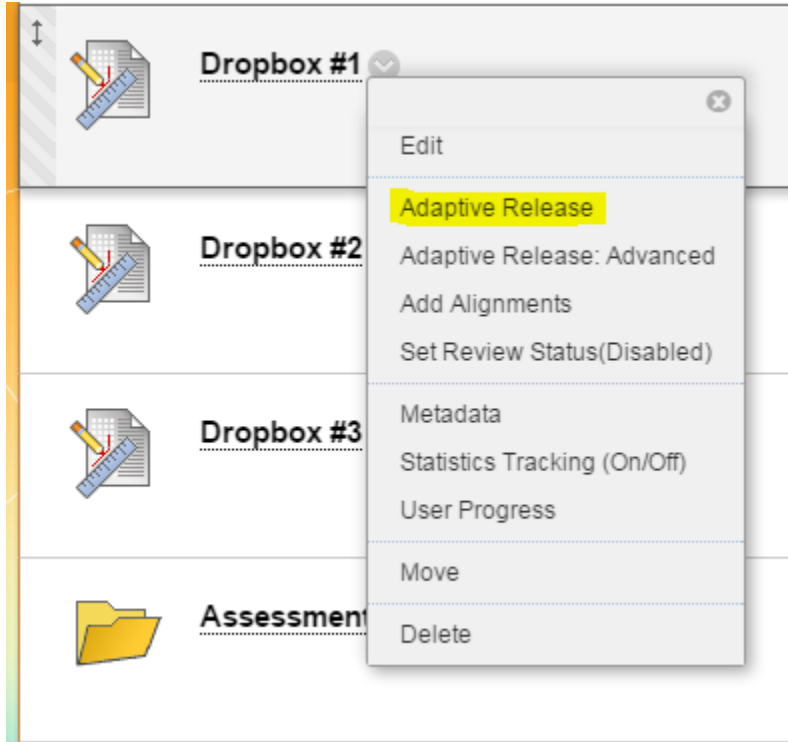 Dropbox #1
Edit
Adaptive Release
Adaptive Release: Advanced
Add Alignments
Set Review Status(Disabled)
Metadata
Statistics Tracking (On/Off)
User Progress
Move
Delete
Dropbox #2
Dropbox #3
Assessment